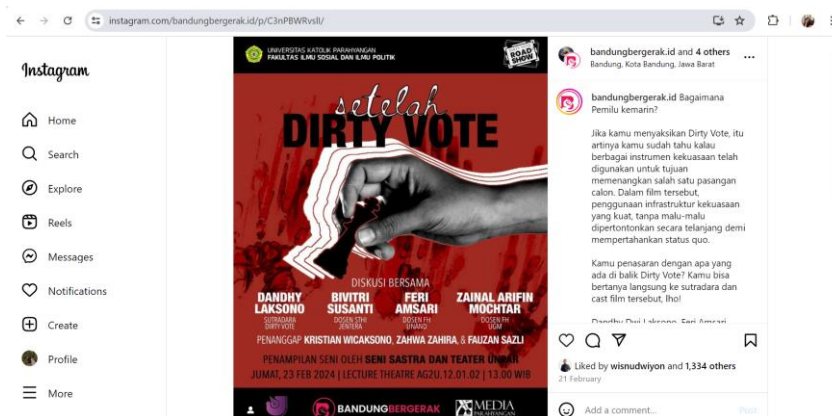 instagram.com/bandungbergerak.id/p/C3nPBWRvsll/
Instagram
Home
Search
Explore
Reels
Messages
Notifications
Create
Profile
More
UNIVERSITAS KATOLIK PARAHYANGAN
FAKULTAS ILMU SOSIAL DAN ILMU POLITIK
ROAD
SHOW
setelah
DIRTY VOTE
DISKUSI BERSAMA
DANDHY
LAKSONO
SUTRADARA
DIRTY VOTE
BIVITRI
SUSANTI
DOSEN STHI
JENTERA
FERI
AMSARI
DOSEN FH
UNAND
ZAINAL ARIFIN
MOCHTAR
DOSEN FH
UGM
PENANGGAP KRISTIAN WICAKSONO, ZAHWA ZAHIRA, & FAUZAN SAZLI
PENAMPILAN SENI OLEH SENI SASTRA DAN TEATER UNPAR
JUMAT, 23 FEB 2024 | LECTURE THEATRE AG2U.12.01.02 | 13.00 WIB
BANDUNGBERGERAK
MEDIA
PARAHYANGAN
bandungbergerak.id and 4 others
Bandung, Kota Bandung, Jawa Barat
bandungbergerak.id Bagaimana
Pemilu kemarin?
Jika kamu menyaksikan Dirty Vote, itu
artinya kamu sudah tahu kalau
berbagai instrumen kekuasaan telah
digunakan untuk tujuan
memenangkan salah satu pasangan
calon. Dalam film tersebut,
penggunaan infrastruktur kekuasaan
yang kuat, tanpa malu-malu
dipertontonkan secara telanjang demi
mempertahankan status quo.
Kamu penasaran dengan apa yang
ada di balik Dirty Vote? Kamu bisa
bertanya langsung ke sutradara dan
cast film tersebut, lho!
Dandhy Dwi Laksono, Feri Amsari
Liked by wisnudwiyon and 1,334 others
21 February
Add a comment...
Post